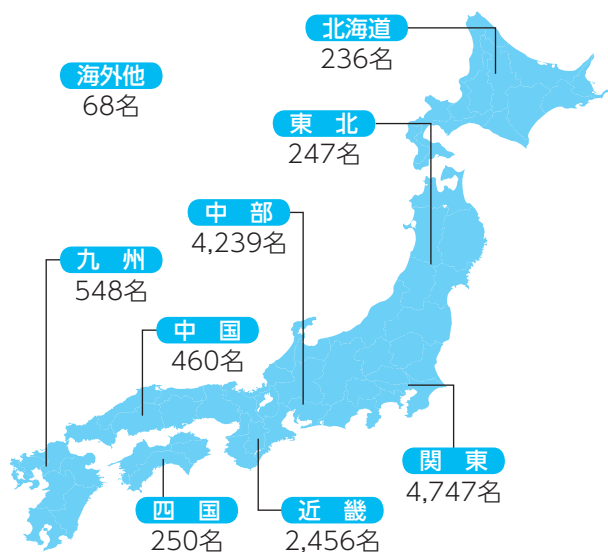 北海道
236名
海外他
68名
東 北
247名
中 部
4,239名
九 州
548名
中 国
460名
関 東
4,747名
四 国
250名
近 畿
2,456名